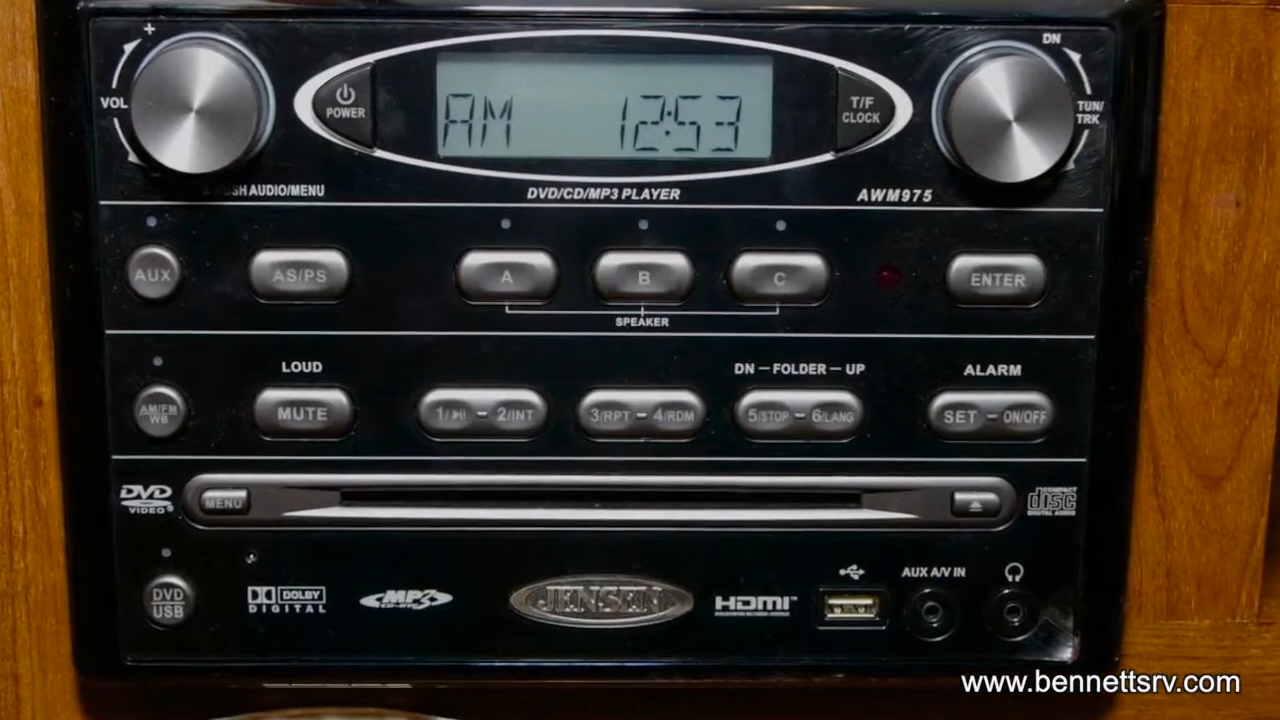 +
DN
VOL
POWER
AM 12:53
T/F
CLOCK
TUN/
TRK
AUDIO/MENU
DVD/CD/MP3 PLAYER
AWM975
AUX
AS/PS
A
B
C
ENTER
SPEAKER
LOUD
DN — FOLDER — UP
ALARM
AM/FM
WB
MUTE
1/⏯ – 2/INT
3/RPT – 4/RDM
5/STOP – 6/LANG
SET – ON/OFF
DVD
VIDEO
MENU
COMPACT
disc
DIGITAL AUDIO
DVD
USB
DOLBY
DIGITAL
MP3
JENSEN
HDMI™
AUX A/V IN
www.bennettsrv.com